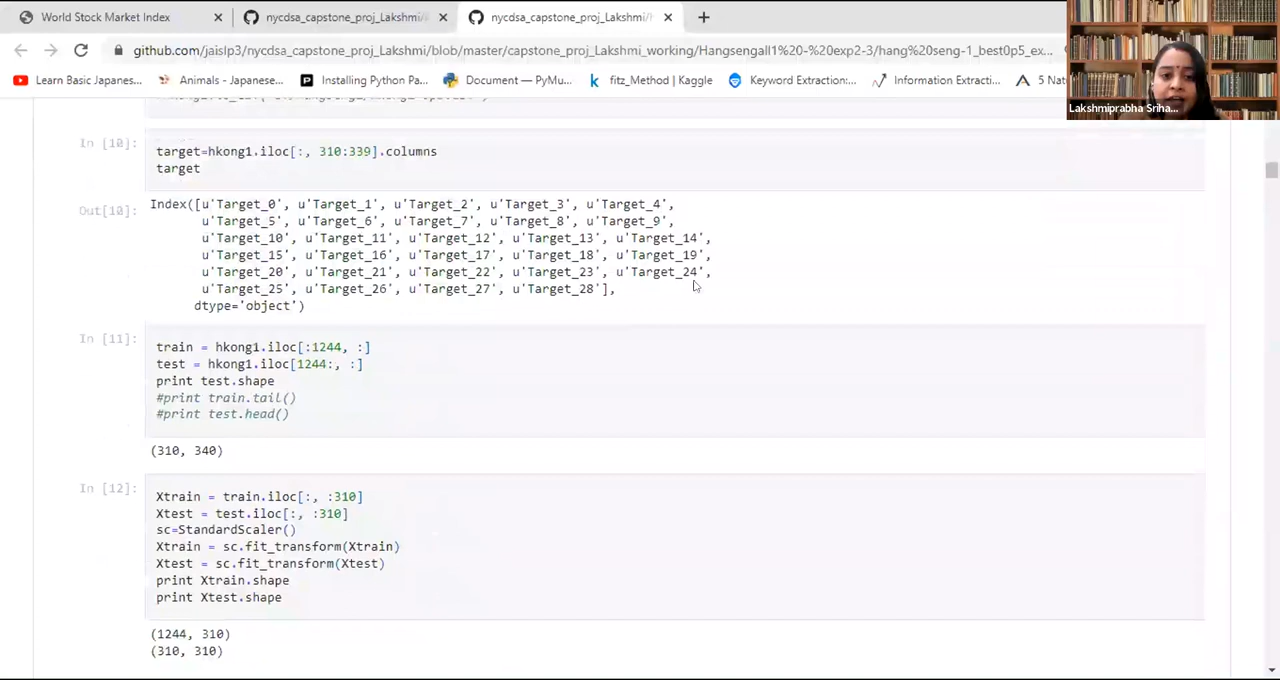 World Stock Market Index
nycdsa_capstone_proj_Lakshmi/
nycdsa_capstone_proj_Lakshmi/
github.com/jaislp3/nycdsa_capstone_proj_Lakshmi/blob/master/capstone_proj_Lakshmi_working/Hangsengall1%20-%20exp2-3/hang%20seng-1_best0p5_ex...
Learn Basic Japanes...
Animals - Japanese...
Installing Python Pa...
Document — PyMu...
fitz_Method | Kaggle
Keyword Extraction:...
Information Extracti...
5 Nat
Lakshmiprabha Sriha...
In [10]:
target=hkong1.iloc[:, 310:339].columns
target
Out[10]:
Index([u'Target_0', u'Target_1', u'Target_2', u'Target_3', u'Target_4',
u'Target_5', u'Target_6', u'Target_7', u'Target_8', u'Target_9',
u'Target_10', u'Target_11', u'Target_12', u'Target_13', u'Target_14',
u'Target_15', u'Target_16', u'Target_17', u'Target_18', u'Target_19',
u'Target_20', u'Target_21', u'Target_22', u'Target_23', u'Target_24',
u'Target_25', u'Target_26', u'Target_27', u'Target_28'],
dtype='object')
In [11]:
train = hkong1.iloc[:1244, :]
test = hkong1.iloc[1244:, :]
print test.shape
#print train.tail()
#print test.head()
(310, 340)
In [12]:
Xtrain = train.iloc[:, :310]
Xtest = test.iloc[:, :310]
sc=StandardScaler()
Xtrain = sc.fit_transform(Xtrain)
Xtest = sc.fit_transform(Xtest)
print Xtrain.shape
print Xtest.shape
(1244, 310)
(310, 310)